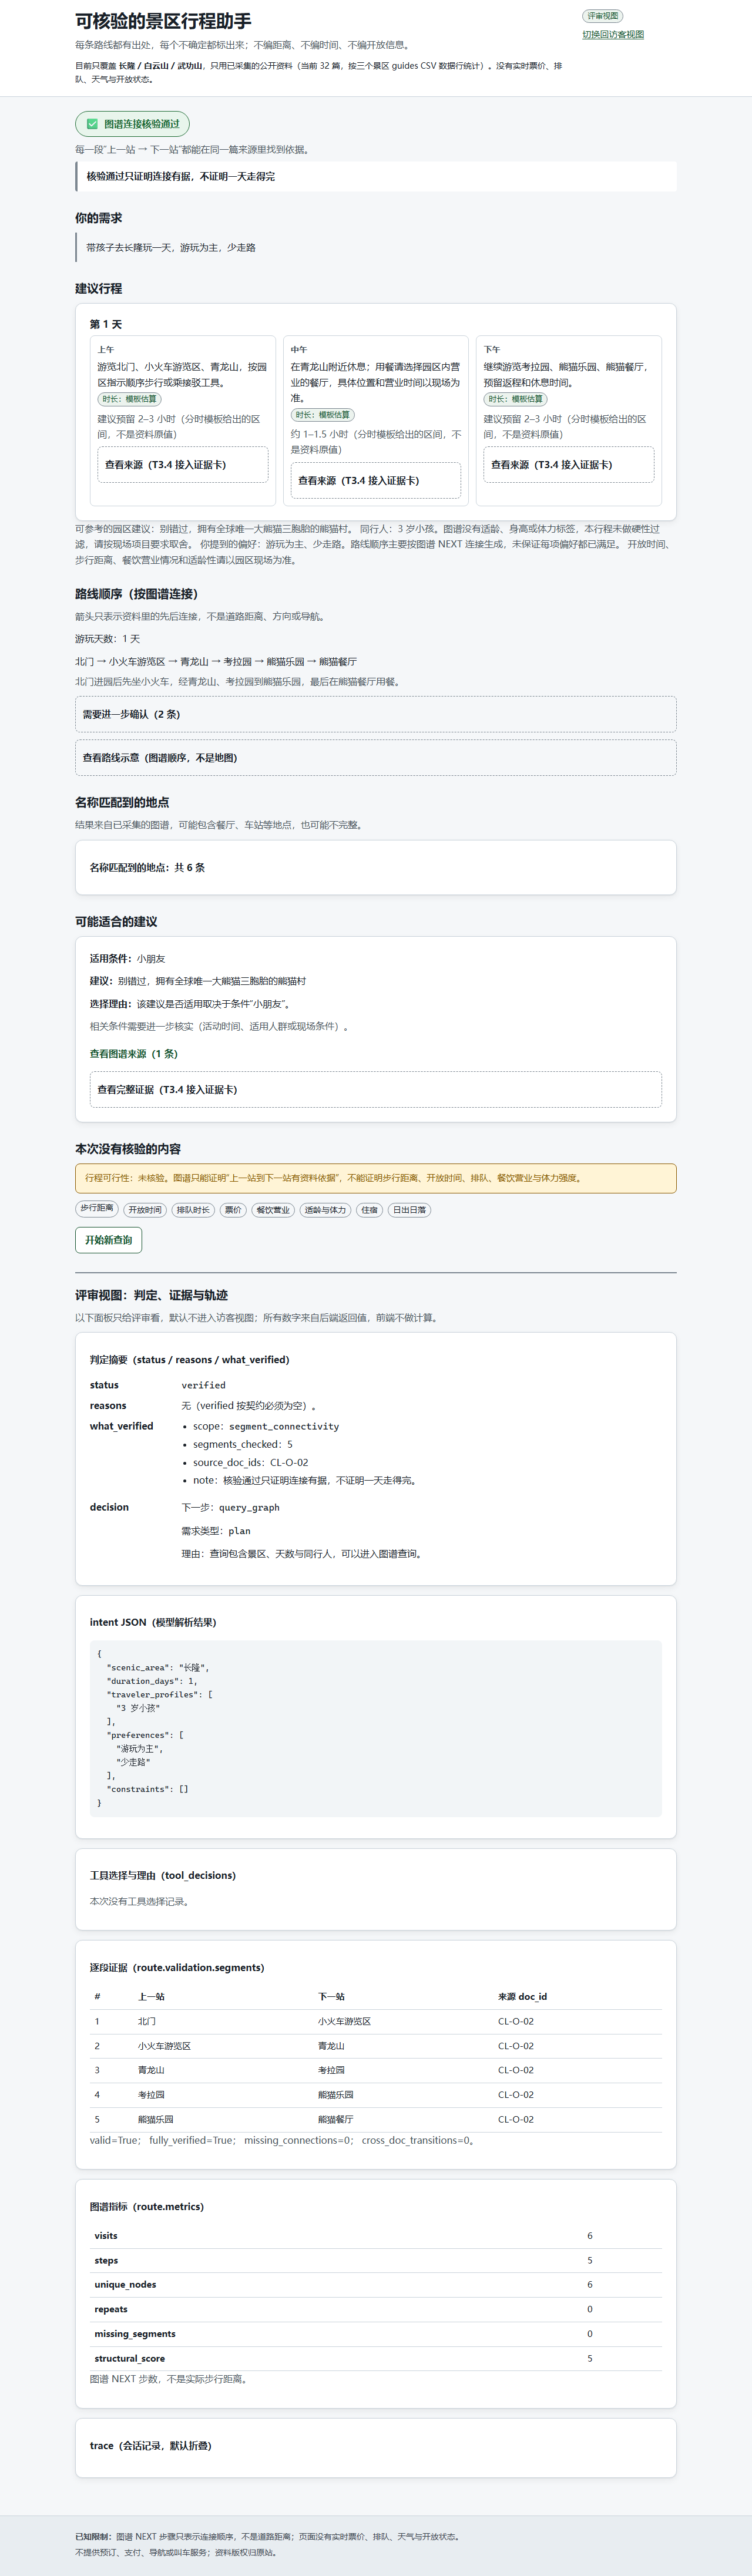 可核验的景区行程助手
评审视图
每条路线都有出处，每个不确定都标出来；不编距离、不编时间、不编开放信息。
切换回访客视图
目前只覆盖 长隆 / 白云山 / 武功山，只用已采集的公开资料（当前 32 篇，按三个景区 guides CSV 数据行统计）。没有实时票价、排
队、天气与开放状态。
✅ 图谱连接核验通过
每一段“上一站 → 下一站”都能在同一篇来源里找到依据。
核验通过只证明连接有据，不证明一天走得完
你的需求
带孩子去长隆玩一天，游玩为主，少走路
建议行程
第 1 天
上午
游览北门、小火车游览区、青龙山，按园
区指示顺序步行或乘接驳工具。
时长：模板估算
建议预留 2–3 小时（分时模板给出的区
间，不是资料原值）
查看来源（T3.4 接入证据卡）
中午
在青龙山附近休息；用餐请选择园区内营
业的餐厅，具体位置和营业时间以现场为
准。
时长：模板估算
约 1–1.5 小时（分时模板给出的区间，不
是资料原值）
查看来源（T3.4 接入证据卡）
下午
继续游览考拉园、熊猫乐园、熊猫餐厅，
预留返程和休息时间。
时长：模板估算
建议预留 2–3 小时（分时模板给出的区
间，不是资料原值）
查看来源（T3.4 接入证据卡）
可参考的园区建议：别错过，拥有全球唯一大熊猫三胞胎的熊猫村。 同行人：3 岁小孩。图谱没有适龄、身高或体力标签，本行程未做硬性过
滤，请按现场项目要求取舍。 你提到的偏好：游玩为主、少走路。路线顺序主要按图谱 NEXT 连接生成，未保证每项偏好都已满足。 开放时间、
步行距离、餐饮营业情况和适龄性请以园区现场为准。
路线顺序（按图谱连接）
箭头只表示资料里的先后连接，不是道路距离、方向或导航。
游玩天数：1 天
北门 → 小火车游览区 → 青龙山 → 考拉园 → 熊猫乐园 → 熊猫餐厅
北门进园后先坐小火车，经青龙山、考拉园到熊猫乐园，最后在熊猫餐厅用餐。
需要进一步确认（2 条）
查看路线示意（图谱顺序，不是地图）
名称匹配到的地点
结果来自已采集的图谱，可能包含餐厅、车站等地点，也可能不完整。
名称匹配到的地点：共 6 条
可能适合的建议
适用条件：小朋友
建议：别错过，拥有全球唯一大熊猫三胞胎的熊猫村
选择理由：该建议是否适用取决于条件“小朋友”。
相关条件需要进一步核实（活动时间、适用人群或现场条件）。
查看图谱来源（1 条）
查看完整证据（T3.4 接入证据卡）
本次没有核验的内容
行程可行性：未核验。图谱只能证明“上一站到下一站有资料依据”，不能证明步行距离、开放时间、排队、餐饮营业与体力强度。
步行距离 开放时间 排队时长 票价 餐饮营业 适龄与体力 住宿 日出日落
开始新查询
评审视图：判定、证据与轨迹
以下面板只给评审看，默认不进入访客视图；所有数字来自后端返回值，前端不做计算。
判定摘要（status / reasons / what_verified）
status verified
reasons 无（verified 按契约必须为空）。
what_verified • scope：segment_connectivity
• segments_checked：5
• source_doc_ids：CL-O-02
• note：核验通过只证明连接有据，不证明一天走得完。
decision 下一步：query_graph
需求类型：plan
理由：查询包含景区、天数与同行人，可以进入图谱查询。
intent JSON（模型解析结果）
{
"scenic_area": "长隆",
"duration_days": 1,
"traveler_profiles": [
"3 岁小孩"
],
"preferences": [
"游玩为主",
"少走路"
],
"constraints": []
}
工具选择与理由（tool_decisions）
本次没有工具选择记录。
逐段证据（route.validation.segments）
# 上一站 下一站 来源 doc_id
1 北门 小火车游览区 CL-O-02
2 小火车游览区 青龙山 CL-O-02
3 青龙山 考拉园 CL-O-02
4 考拉园 熊猫乐园 CL-O-02
5 熊猫乐园 熊猫餐厅 CL-O-02
valid=True； fully_verified=True； missing_connections=0； cross_doc_transitions=0。
图谱指标（route.metrics）
visits 6
steps 5
unique_nodes 6
repeats 0
missing_segments 0
structural_score 5
图谱 NEXT 步数，不是实际步行距离。
trace（会话记录，默认折叠）
已知限制：图谱 NEXT 步骤只表示连接顺序，不是道路距离；页面没有实时票价、排队、天气与开放状态。
不提供预订、支付、导航或叫车服务；资料版权归原站。